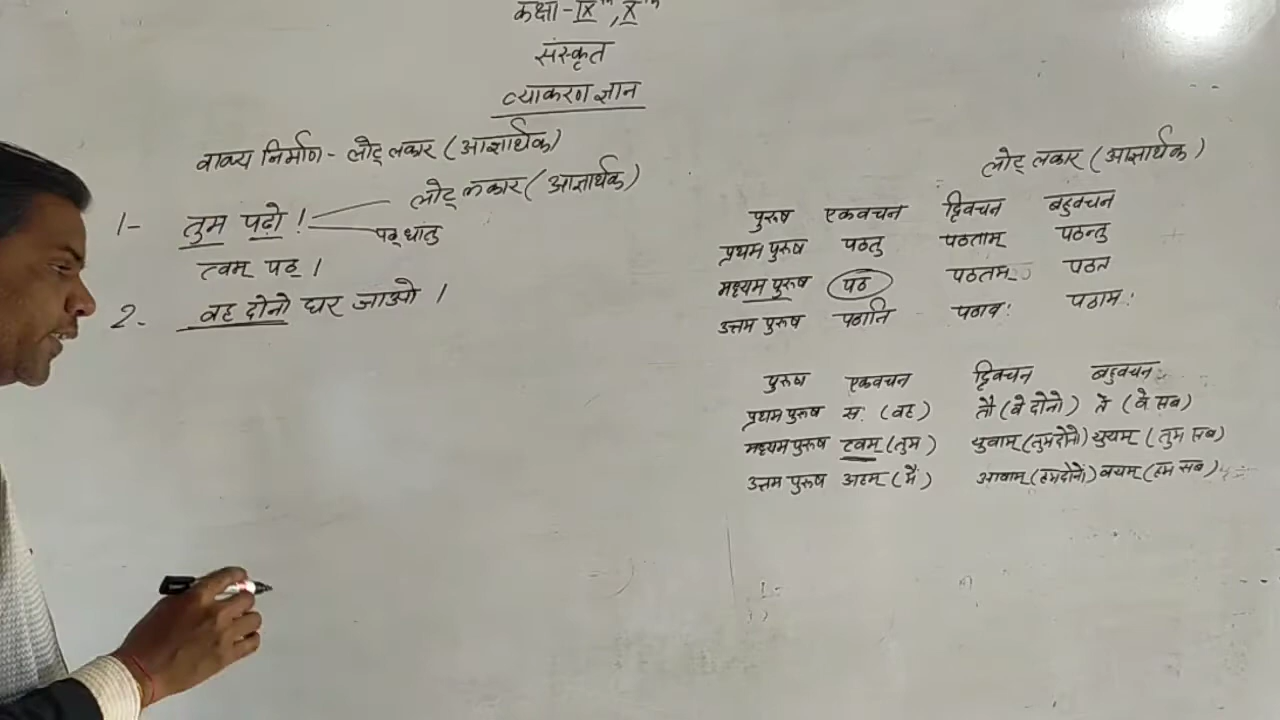 कक्षा - IXth, Xth
संस्कृत
व्याकरण ज्ञान
वाक्य निर्माण - लोट् लकार (आज्ञार्थक)
1- तुम पढ़ो ! लोट् लकार (आज्ञार्थक)
पठ् धातु
त्वम् पठ् ।
2- वह दोनो घर जाओ ।
लोट् लकार (आज्ञार्थक)
पुरुष एकवचन द्विवचन बहुवचन
प्रथम पुरुष पठतु पठताम् पठन्तु
मध्यम पुरुष पठ पठतम् पठत
उत्तम पुरुष पठानि पठाव: पठाम:
पुरुष एकवचन द्विवचन बहुवचन
प्रथम पुरुष स: (वह) तौ (वे दोनो) ते (वे सब)
मध्यम पुरुष त्वम् (तुम) युवाम् (तुम दोनो) युयम् (तुम सब)
उत्तम पुरुष अहम् (मैं) आवाम् (हम दोनो) वयम् (हम सब)